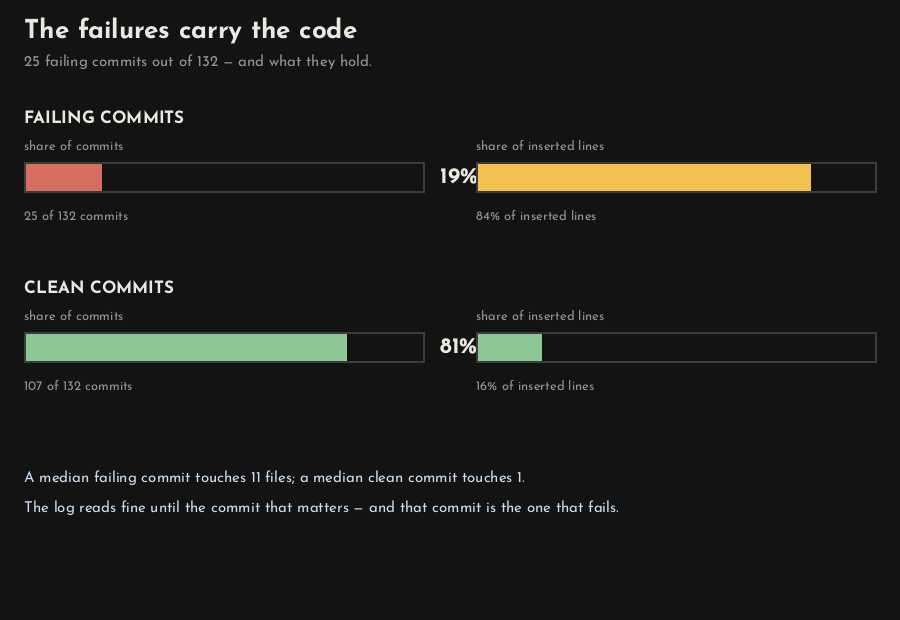 The failures carry the code
25 failing commits out of 132 — and what they hold.
FAILING COMMITS
share of commits
share of inserted lines
19%
25 of 132 commits
84% of inserted lines
CLEAN COMMITS
share of commits
share of inserted lines
81%
107 of 132 commits
16% of inserted lines
A median failing commit touches 11 files; a median clean commit touches 1.
The log reads fine until the commit that matters — and that commit is the one that fails.